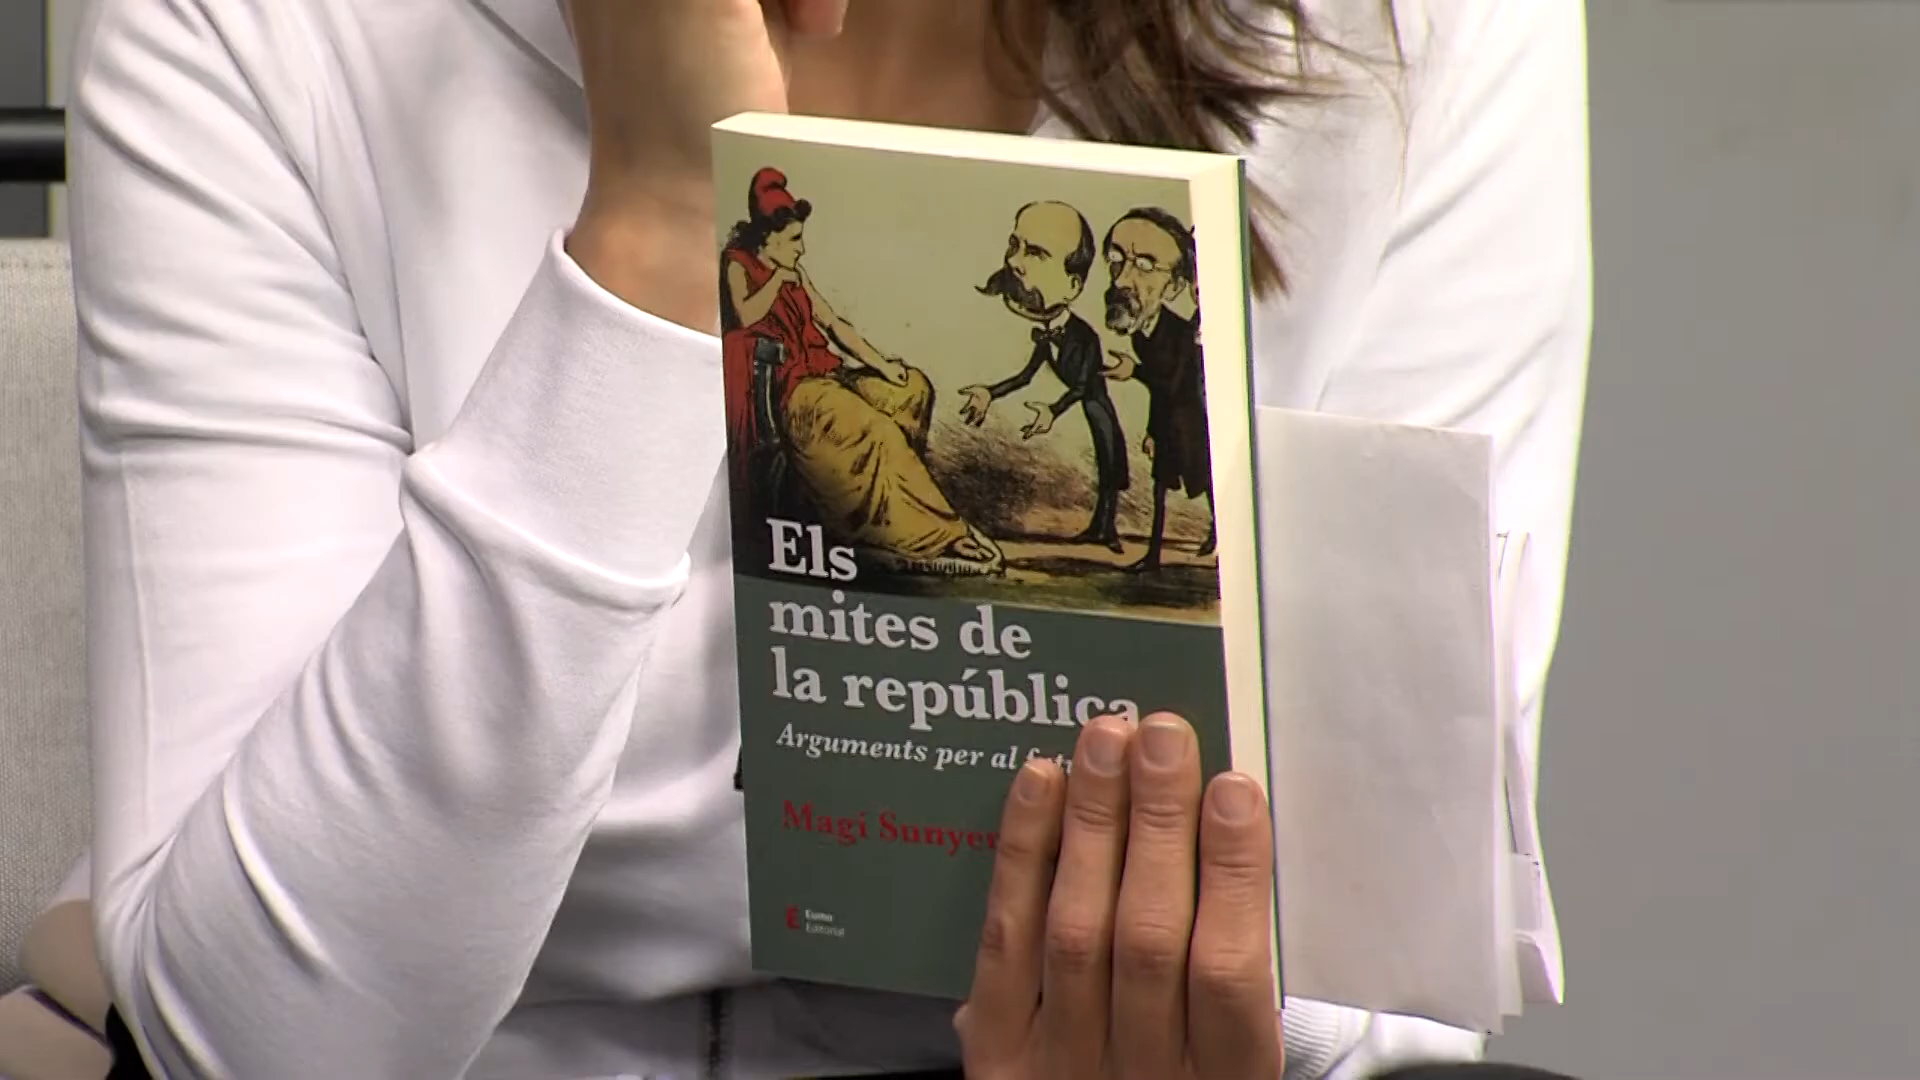 Els
mites de
la república
Arguments per al
Magí Sunyer
Eumo
Editorial